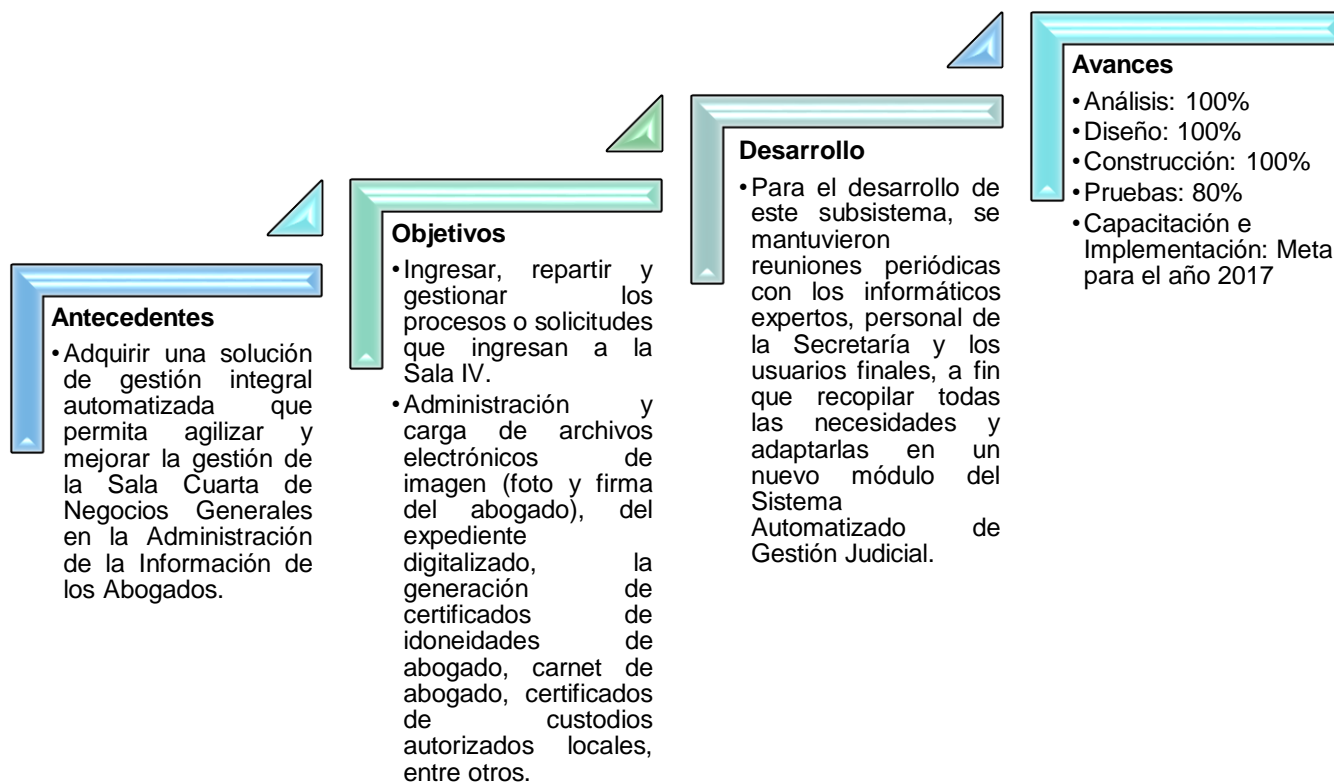 Antecedentes
•Adquirir una solución
de gestión integral
automatizada que
permita agilizar y
mejorar la gestión de
la Sala Cuarta de
Negocios Generales
en la Administración
de la Información de
los Abogados.
Objetivos
•Ingresar, repartir y
gestionar los
procesos o solicitudes
que ingresan a la
Sala IV.
•Administración y
carga de archivos
electrónicos de
imagen (foto y firma
del abogado), del
expediente
digitalizado, la
generación de
certificados de
idoneidades de
abogado, carnet de
abogado, certificados
de custodios
autorizados locales,
entre otros.
Desarrollo
•Para el desarrollo de
este subsistema, se
mantuvieron
reuniones periódicas
con los informáticos
expertos, personal de
la Secretaría y los
usuarios finales, a fin
que recopilar todas
las necesidades y
adaptarlas en un
nuevo módulo del
Sistema
Automatizado de
Gestión Judicial.
Avances
•Análisis: 100%
•Diseño: 100%
•Construcción: 100%
•Pruebas: 80%
•Capacitación e
Implementación: Meta
para el año 2017